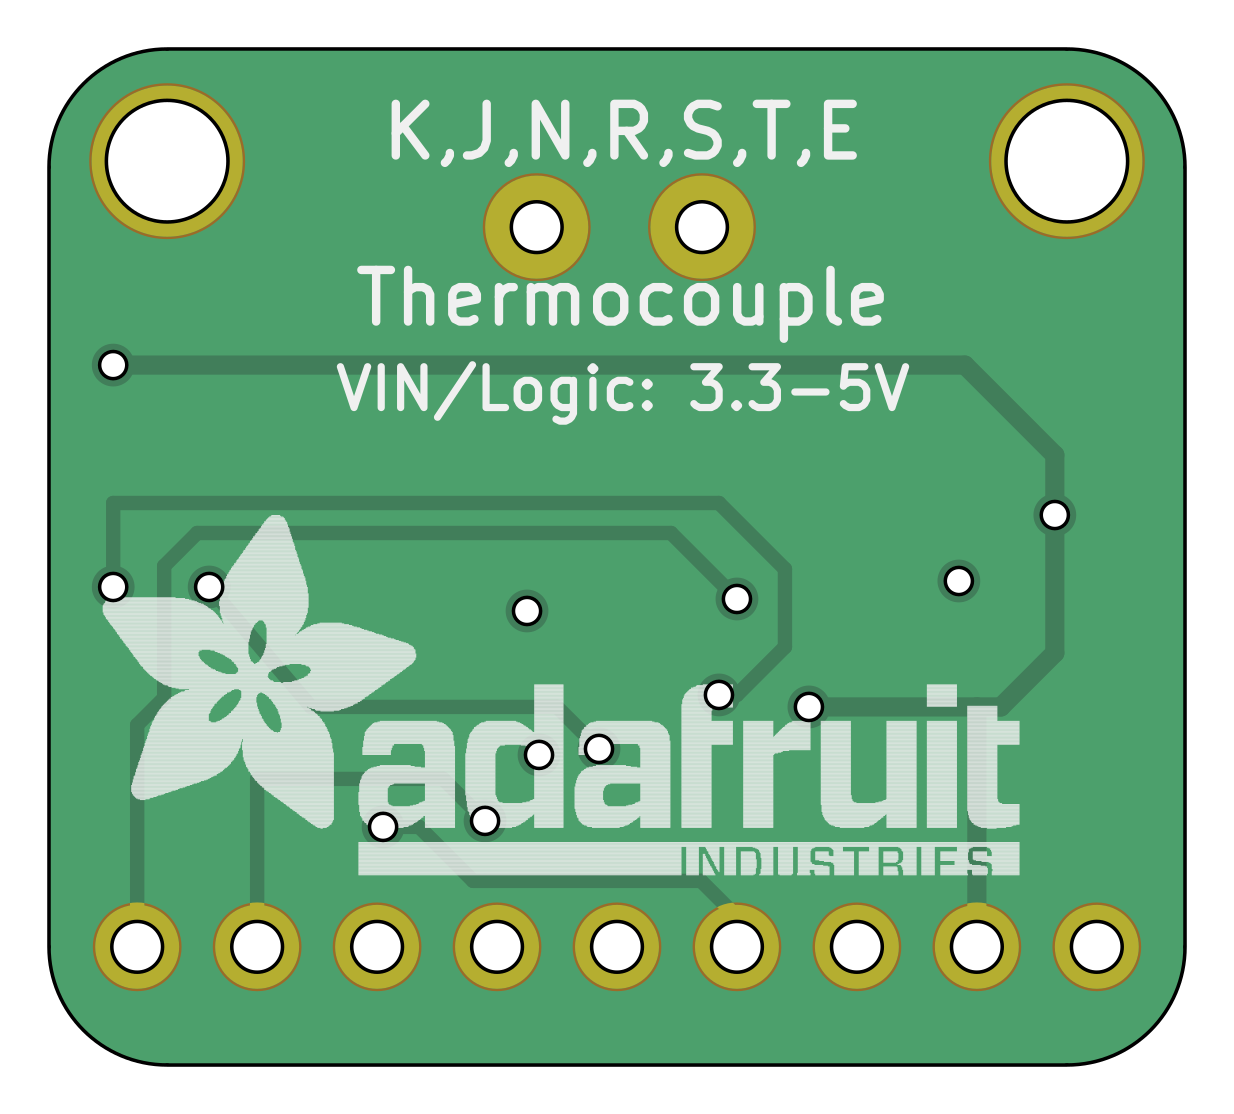 K,J,N,R,S,T,E
Thermocouple
VIN/Logic: 3.3-5V
adafruit
INDUSTRIES